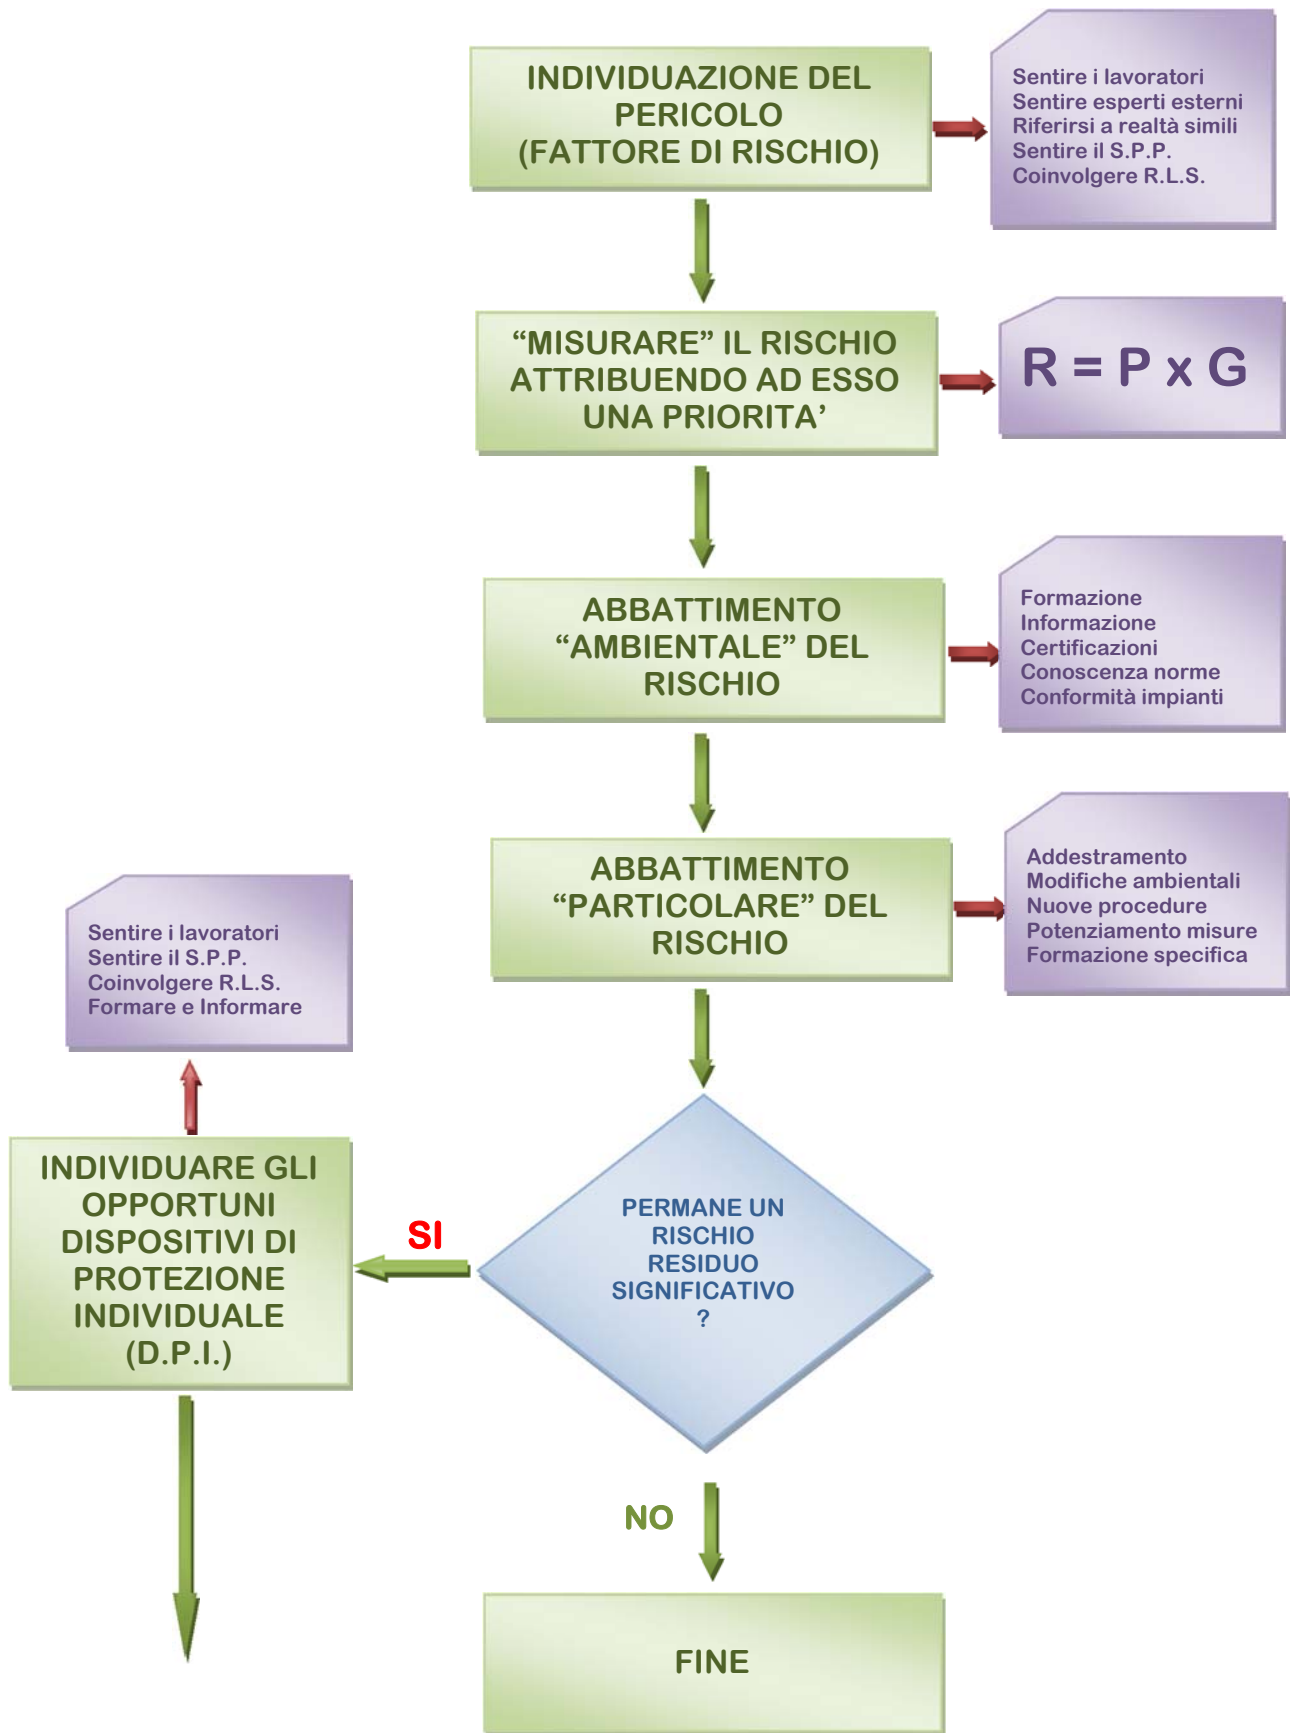 INDIVIDUAZIONE DEL
PERICOLO
(FATTORE DI RISCHIO)
Sentire i lavoratori
Sentire esperti esterni
Riferirsi a realtà simili
Sentire il S.P.P.
Coinvolgere R.L.S.
“MISURARE” IL RISCHIO
ATTRIBUENDO AD ESSO
UNA PRIORITA’
R = P x G
ABBATTIMENTO
“AMBIENTALE” DEL
RISCHIO
Formazione
Informazione
Certificazioni
Conoscenza norme
Conformità impianti
ABBATTIMENTO
“PARTICOLARE” DEL
RISCHIO
Addestramento
Modifiche ambientali
Nuove procedure
Potenziamento misure
Formazione specifica
Sentire i lavoratori
Sentire il S.P.P.
Coinvolgere R.L.S.
Formare e Informare
INDIVIDUARE GLI
OPPORTUNI
DISPOSITIVI DI
PROTEZIONE
INDIVIDUALE
(D.P.I.)
SI
PERMANE UN
RISCHIO
RESIDUO
SIGNIFICATIVO
?
NO
FINE